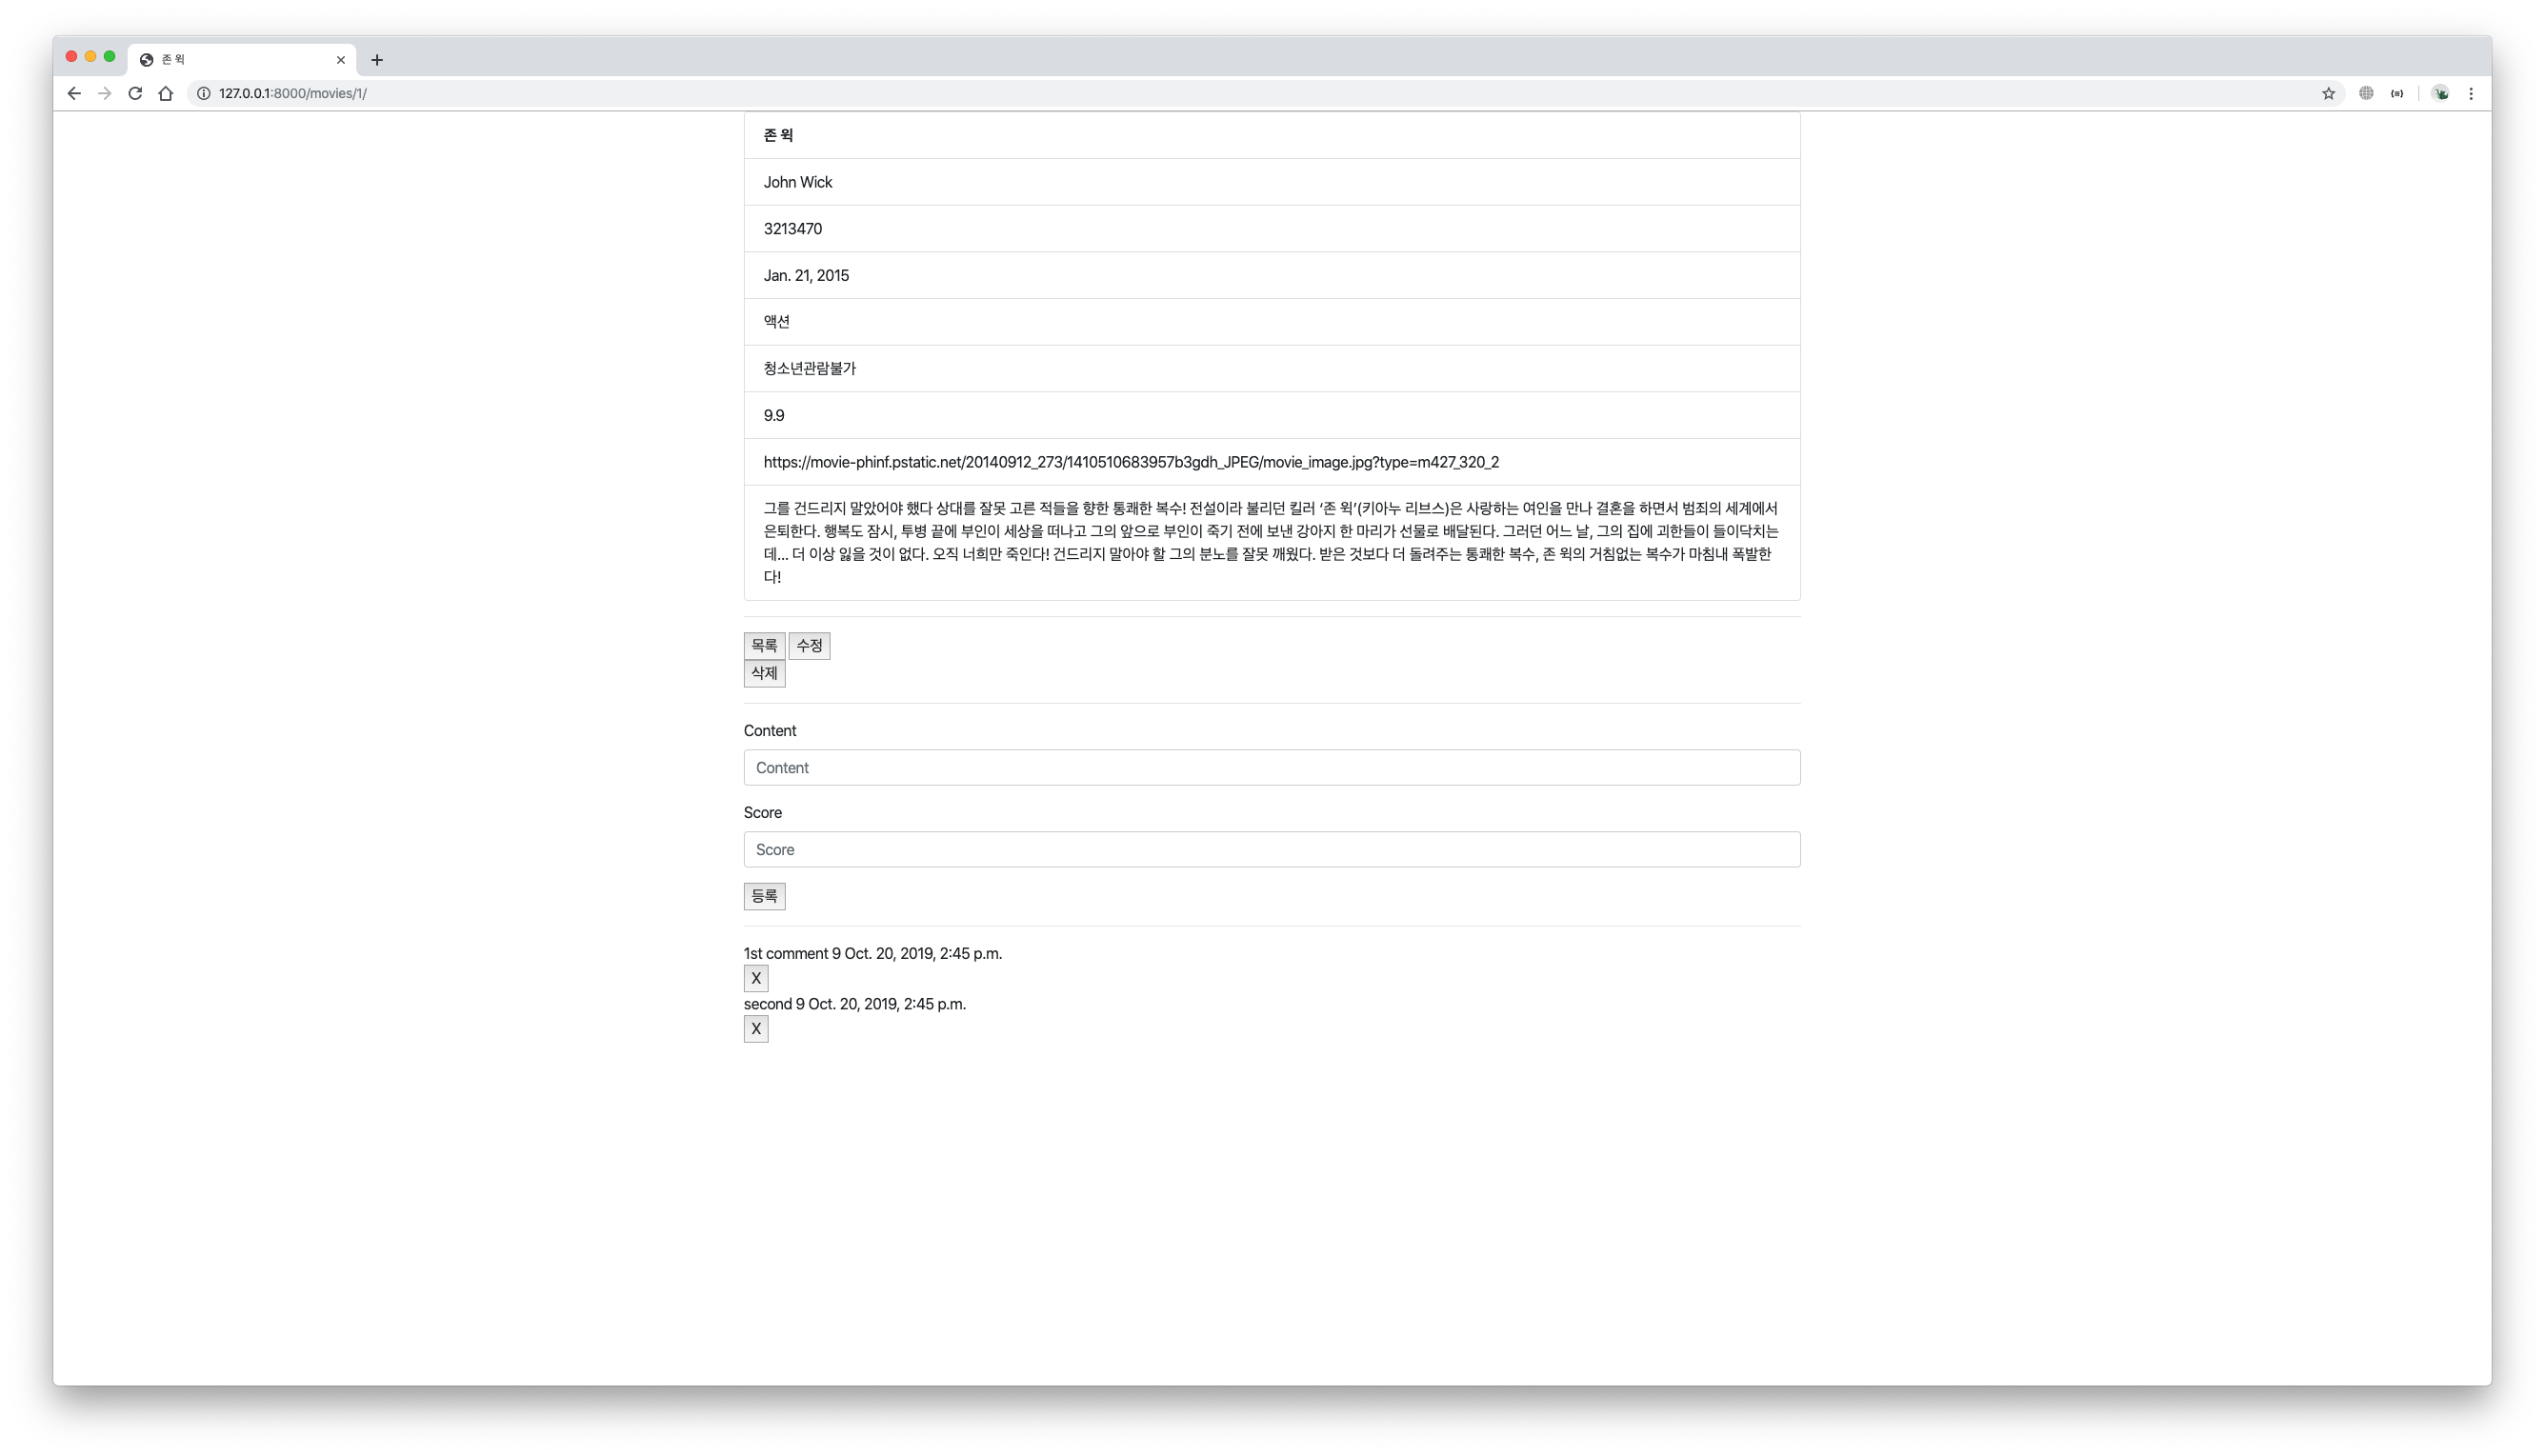 존 윅
127.0.0.1:8000/movies/1/
존 윅
John Wick
3213470
Jan. 21, 2015
액션
청소년관람불가
9.9
https://movie-phinf.pstatic.net/20140912_273/1410510683957b3gdh_JPEG/movie_image.jpg?type=m427_320_2
그를 건드리지 말았어야 했다 상대를 잘못 고른 적들을 향한 통쾌한 복수! 전설이라 불리던 킬러 ‘존 윅’(키아누 리브스)은 사랑하는 여인을 만나 결혼을 하면서 범죄의 세계에서
은퇴한다. 행복도 잠시, 투병 끝에 부인이 세상을 떠나고 그의 앞으로 부인이 죽기 전에 보낸 강아지 한 마리가 선물로 배달된다. 그러던 어느 날, 그의 집에 괴한들이 들이닥치는
데... 더 이상 잃을 것이 없다. 오직 너희만 죽인다! 건드리지 말아야 할 그의 분노를 잘못 깨웠다. 받은 것보다 더 돌려주는 통쾌한 복수, 존 윅의 거침없는 복수가 마침내 폭발한
다!
목록 수정
삭제
Content
Content
Score
Score
등록
1st comment 9 Oct. 20, 2019, 2:45 p.m.
X
second 9 Oct. 20, 2019, 2:45 p.m.
X